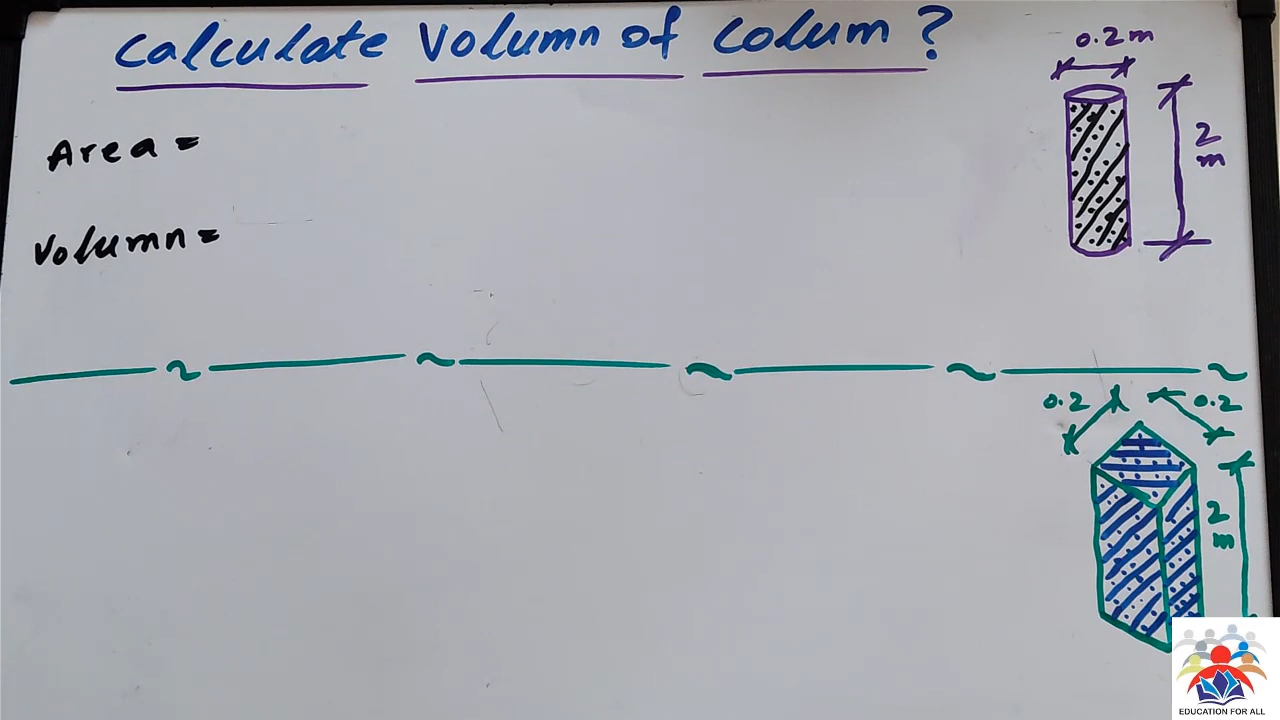 Calculate Volumn of Colum ?
0.2m
Area =
2
m
Volumn =
0.2
0.2
2
m
EDUCATION FOR ALL